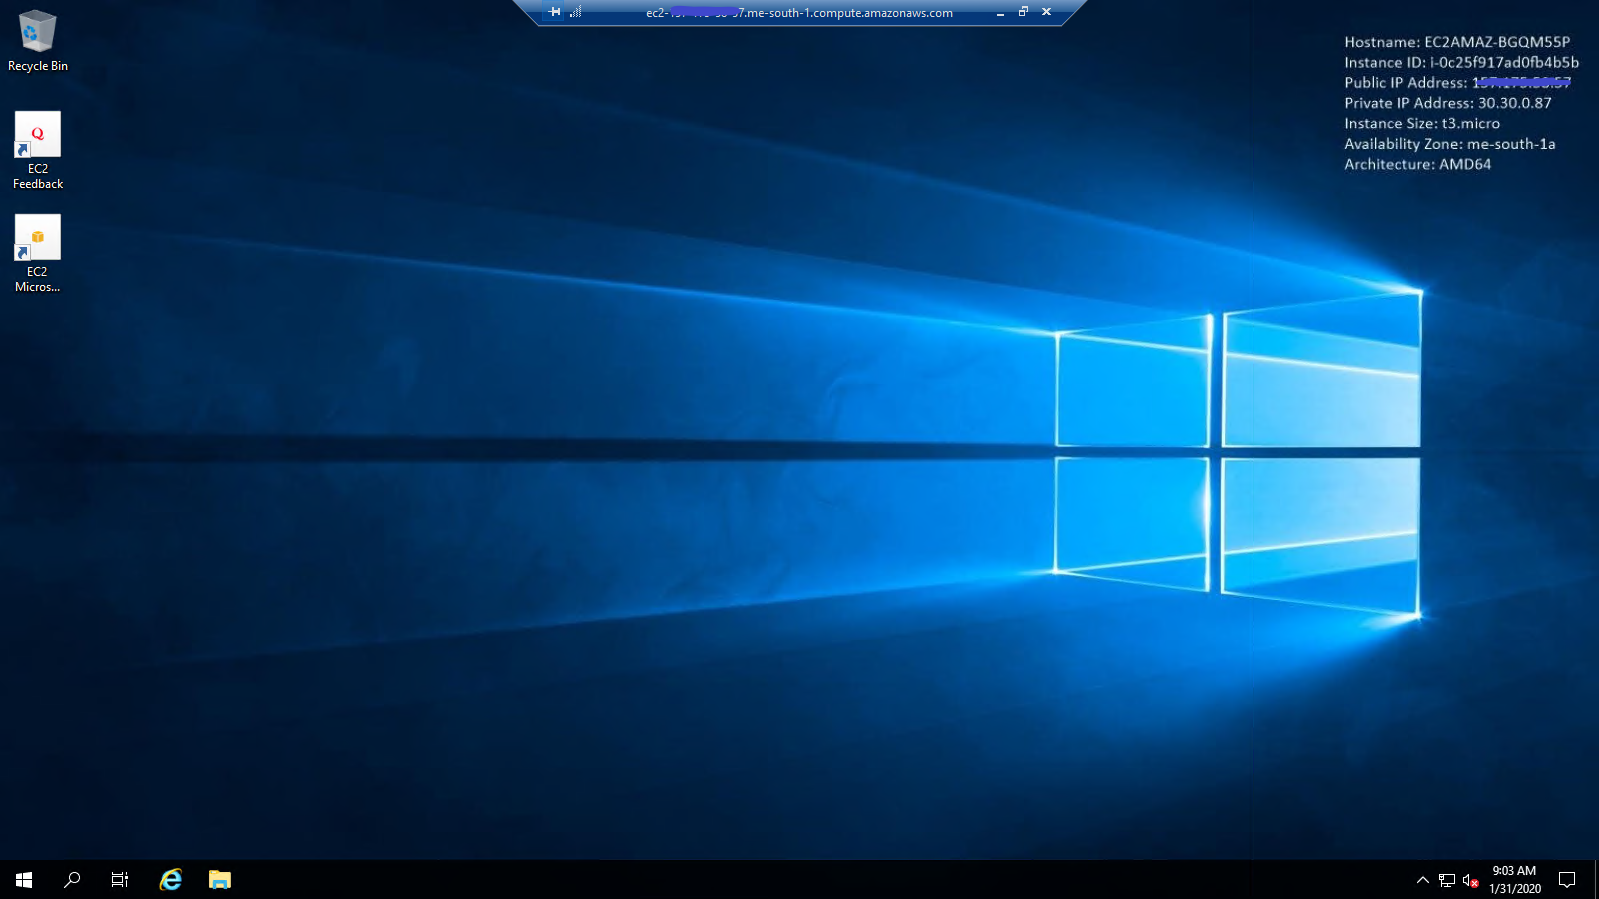 ec2- 7.me-south-1.compute.amazonaws.com
Hostname: EC2AMAZ-BGQM55P
Instance ID: i-0c25f917ad0fb4b5b
Public IP Address:
Private IP Address: 30.30.0.87
Instance Size: t3.micro
Availability Zone: me-south-1a
Architecture: AMD64
Recycle Bin
EC2
Feedback
EC2
Micros...
9:03 AM
1/31/2020